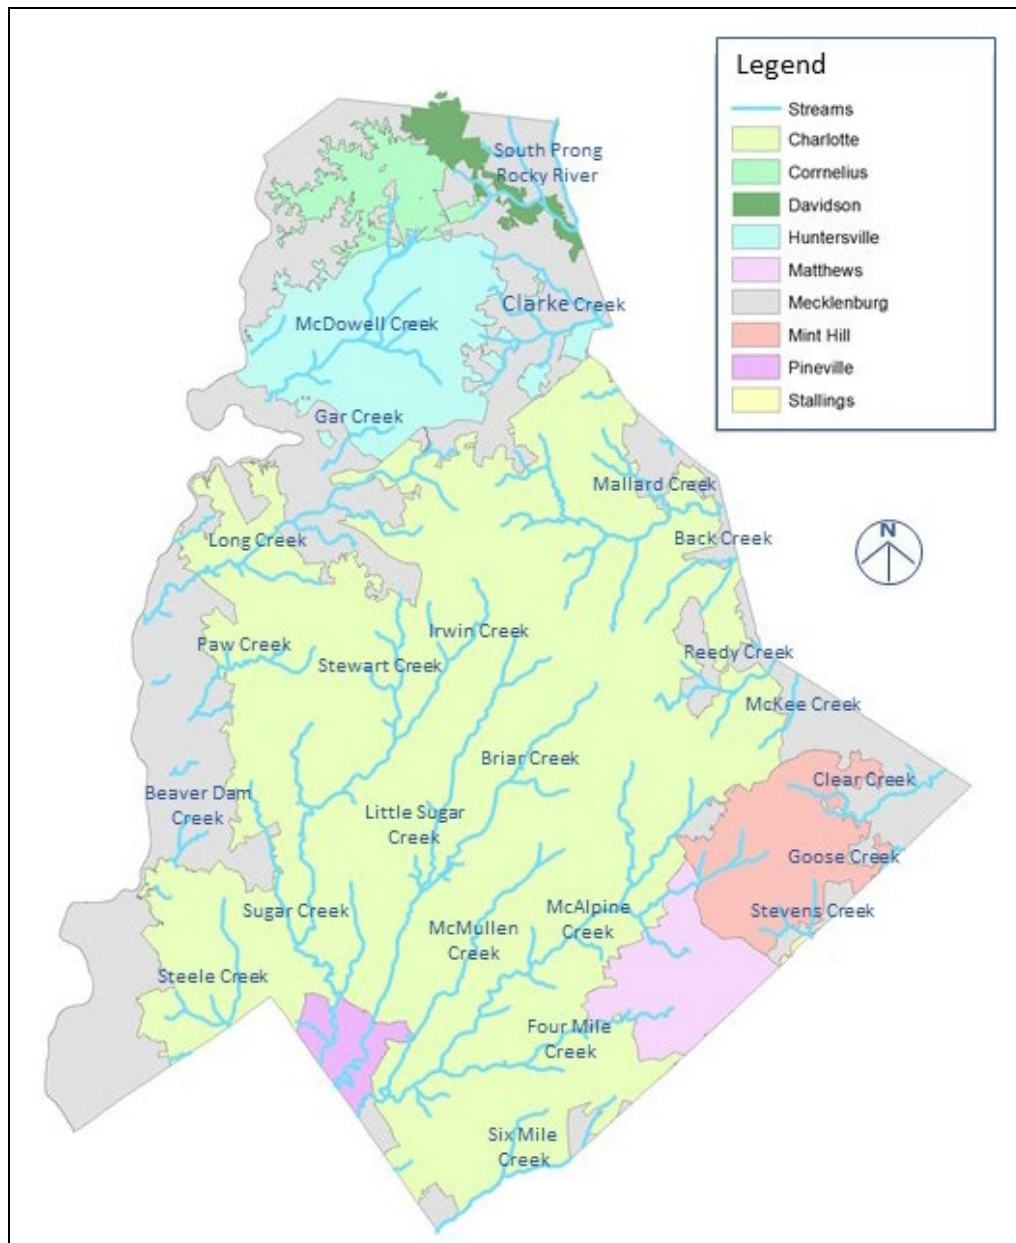 Legend
Streams
Charlotte
Corrnelius
Davidson
Huntersville
Matthews
Mecklenburg
Mint Hill
Pineville
Stallings
N
South Prong
Rocky River
Clarke Creek
McDowell Creek
Gar Creek
Mallard Creek
Long Creek
Back Creek
Irwin Creek
Paw Creek
Stewart Creek
Reedy Creek
McKee Creek
Briar Creek
Clear Creek
Beaver Dam
Creek
Little Sugar
Creek
Goose Creek
Sugar Creek
McMullen
Creek
McAlpine
Creek
Stevens Creek
Steele Creek
Four Mile
Creek
Six Mile
Creek